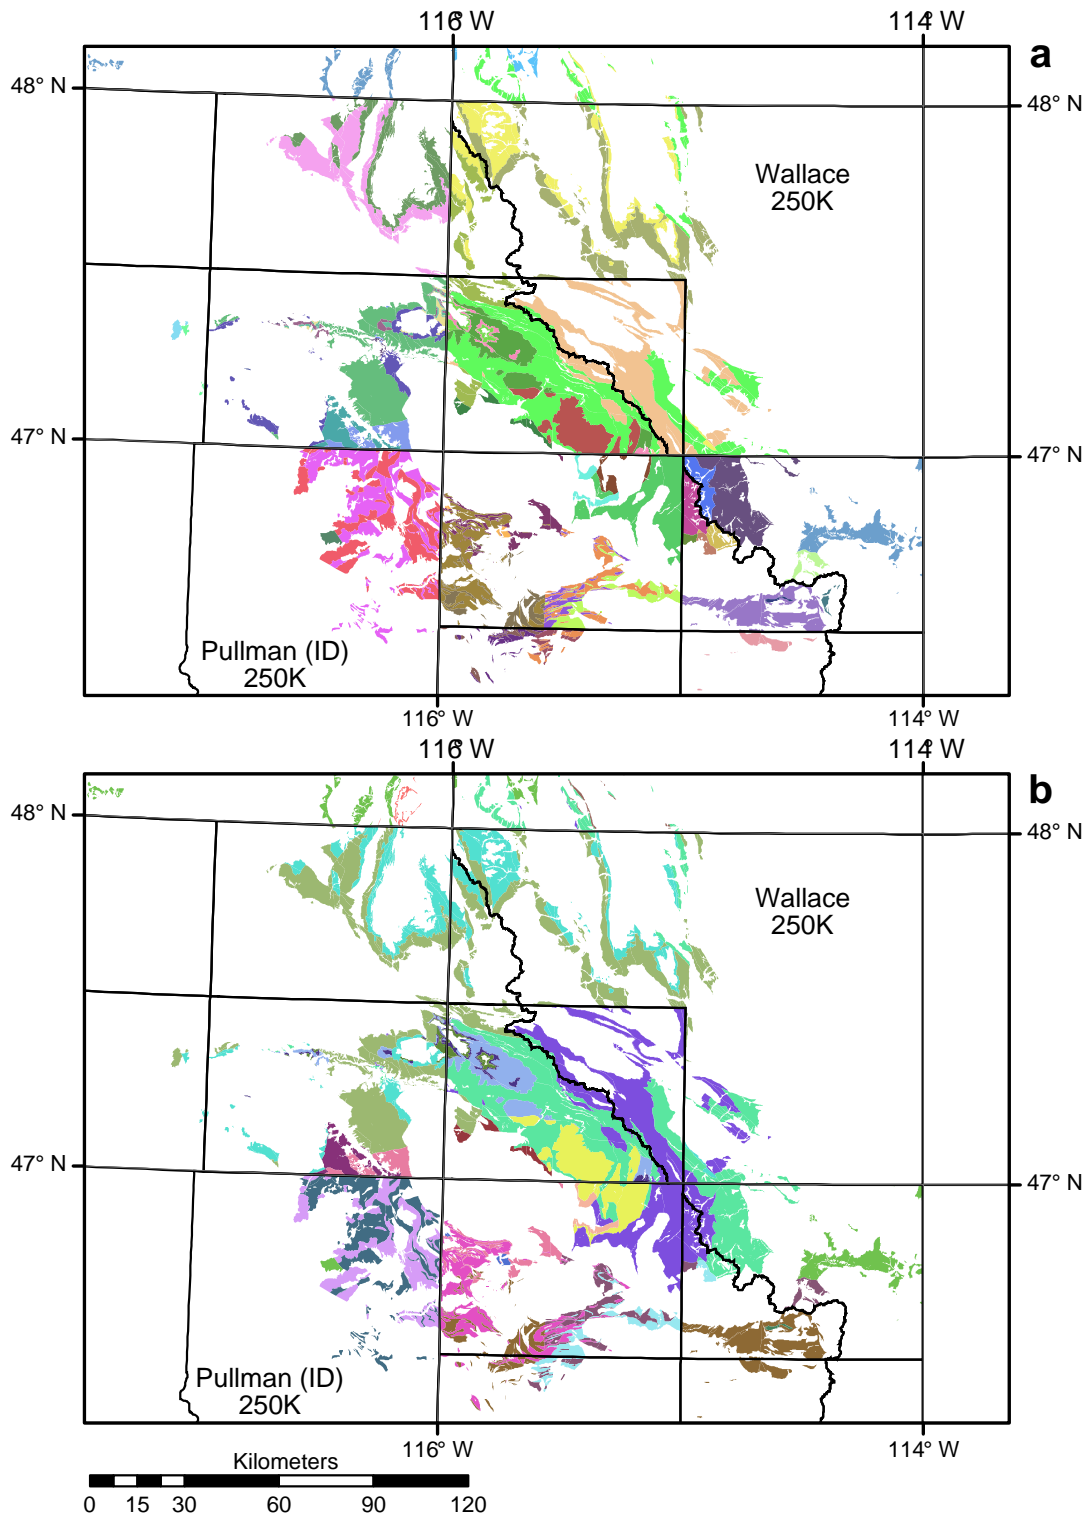 116° W 114° W
a
48° N 48° N
Wallace
250K
47° N 47° N
Pullman (ID)
250K
116° W 114° W
116° W 114° W
b
48° N 48° N
Wallace
250K
47° N 47° N
Pullman (ID)
250K
116° W 114° W
Kilometers
0 15 30 60 90 120